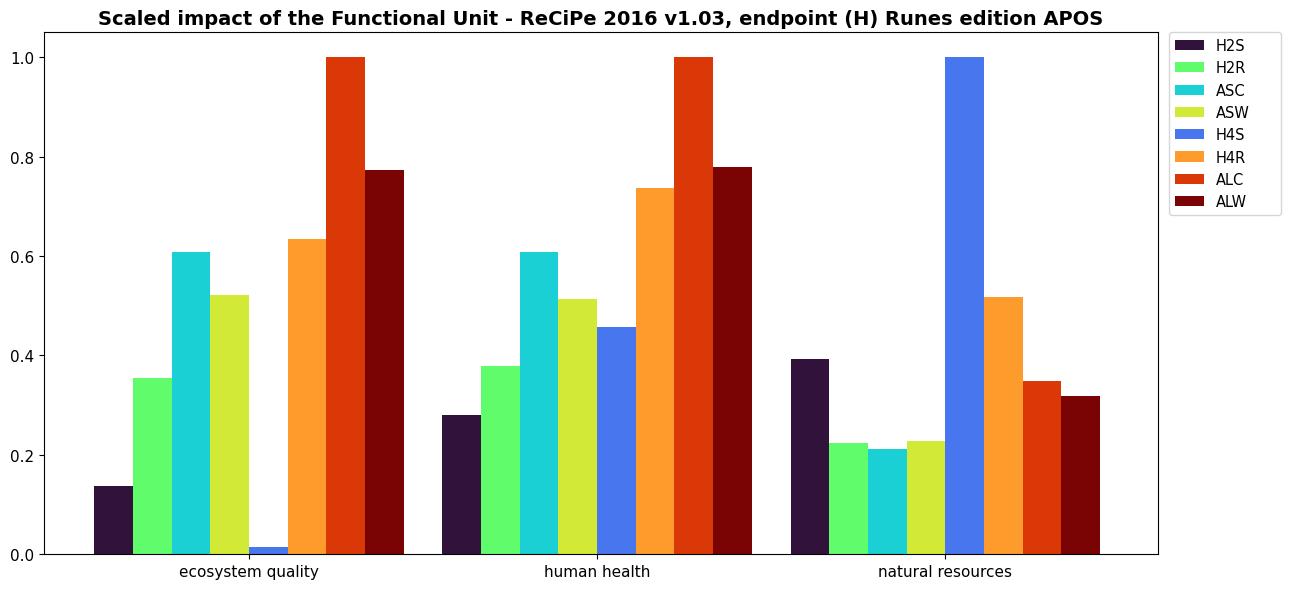 Scaled impact of the Functional Unit - ReCiPe 2016 v1.03, endpoint (H) Runes edition APOS
1.0
0.8
0.6
0.4
0.2
0.0
ecosystem quality
human health
natural resources
H2S
H2R
ASC
ASW
H4S
H4R
ALC
ALW